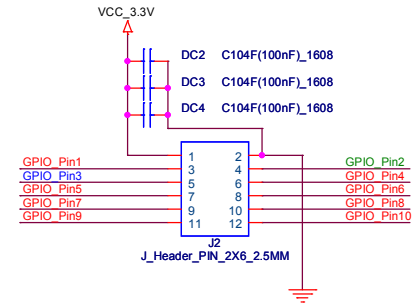 VCC_3.3V
DC2 C104F(100nF)_1608
DC3 C104F(100nF)_1608
DC4 C104F(100nF)_1608
1 2
GPIO_Pin1 3 4 GPIO_Pin2
GPIO_Pin3 5 6 GPIO_Pin4
GPIO_Pin5 7 8 GPIO_Pin6
GPIO_Pin7 9 10 GPIO_Pin8
GPIO_Pin9 11 12 GPIO_Pin10
J2
J_Header_PIN_2X6_2.5MM